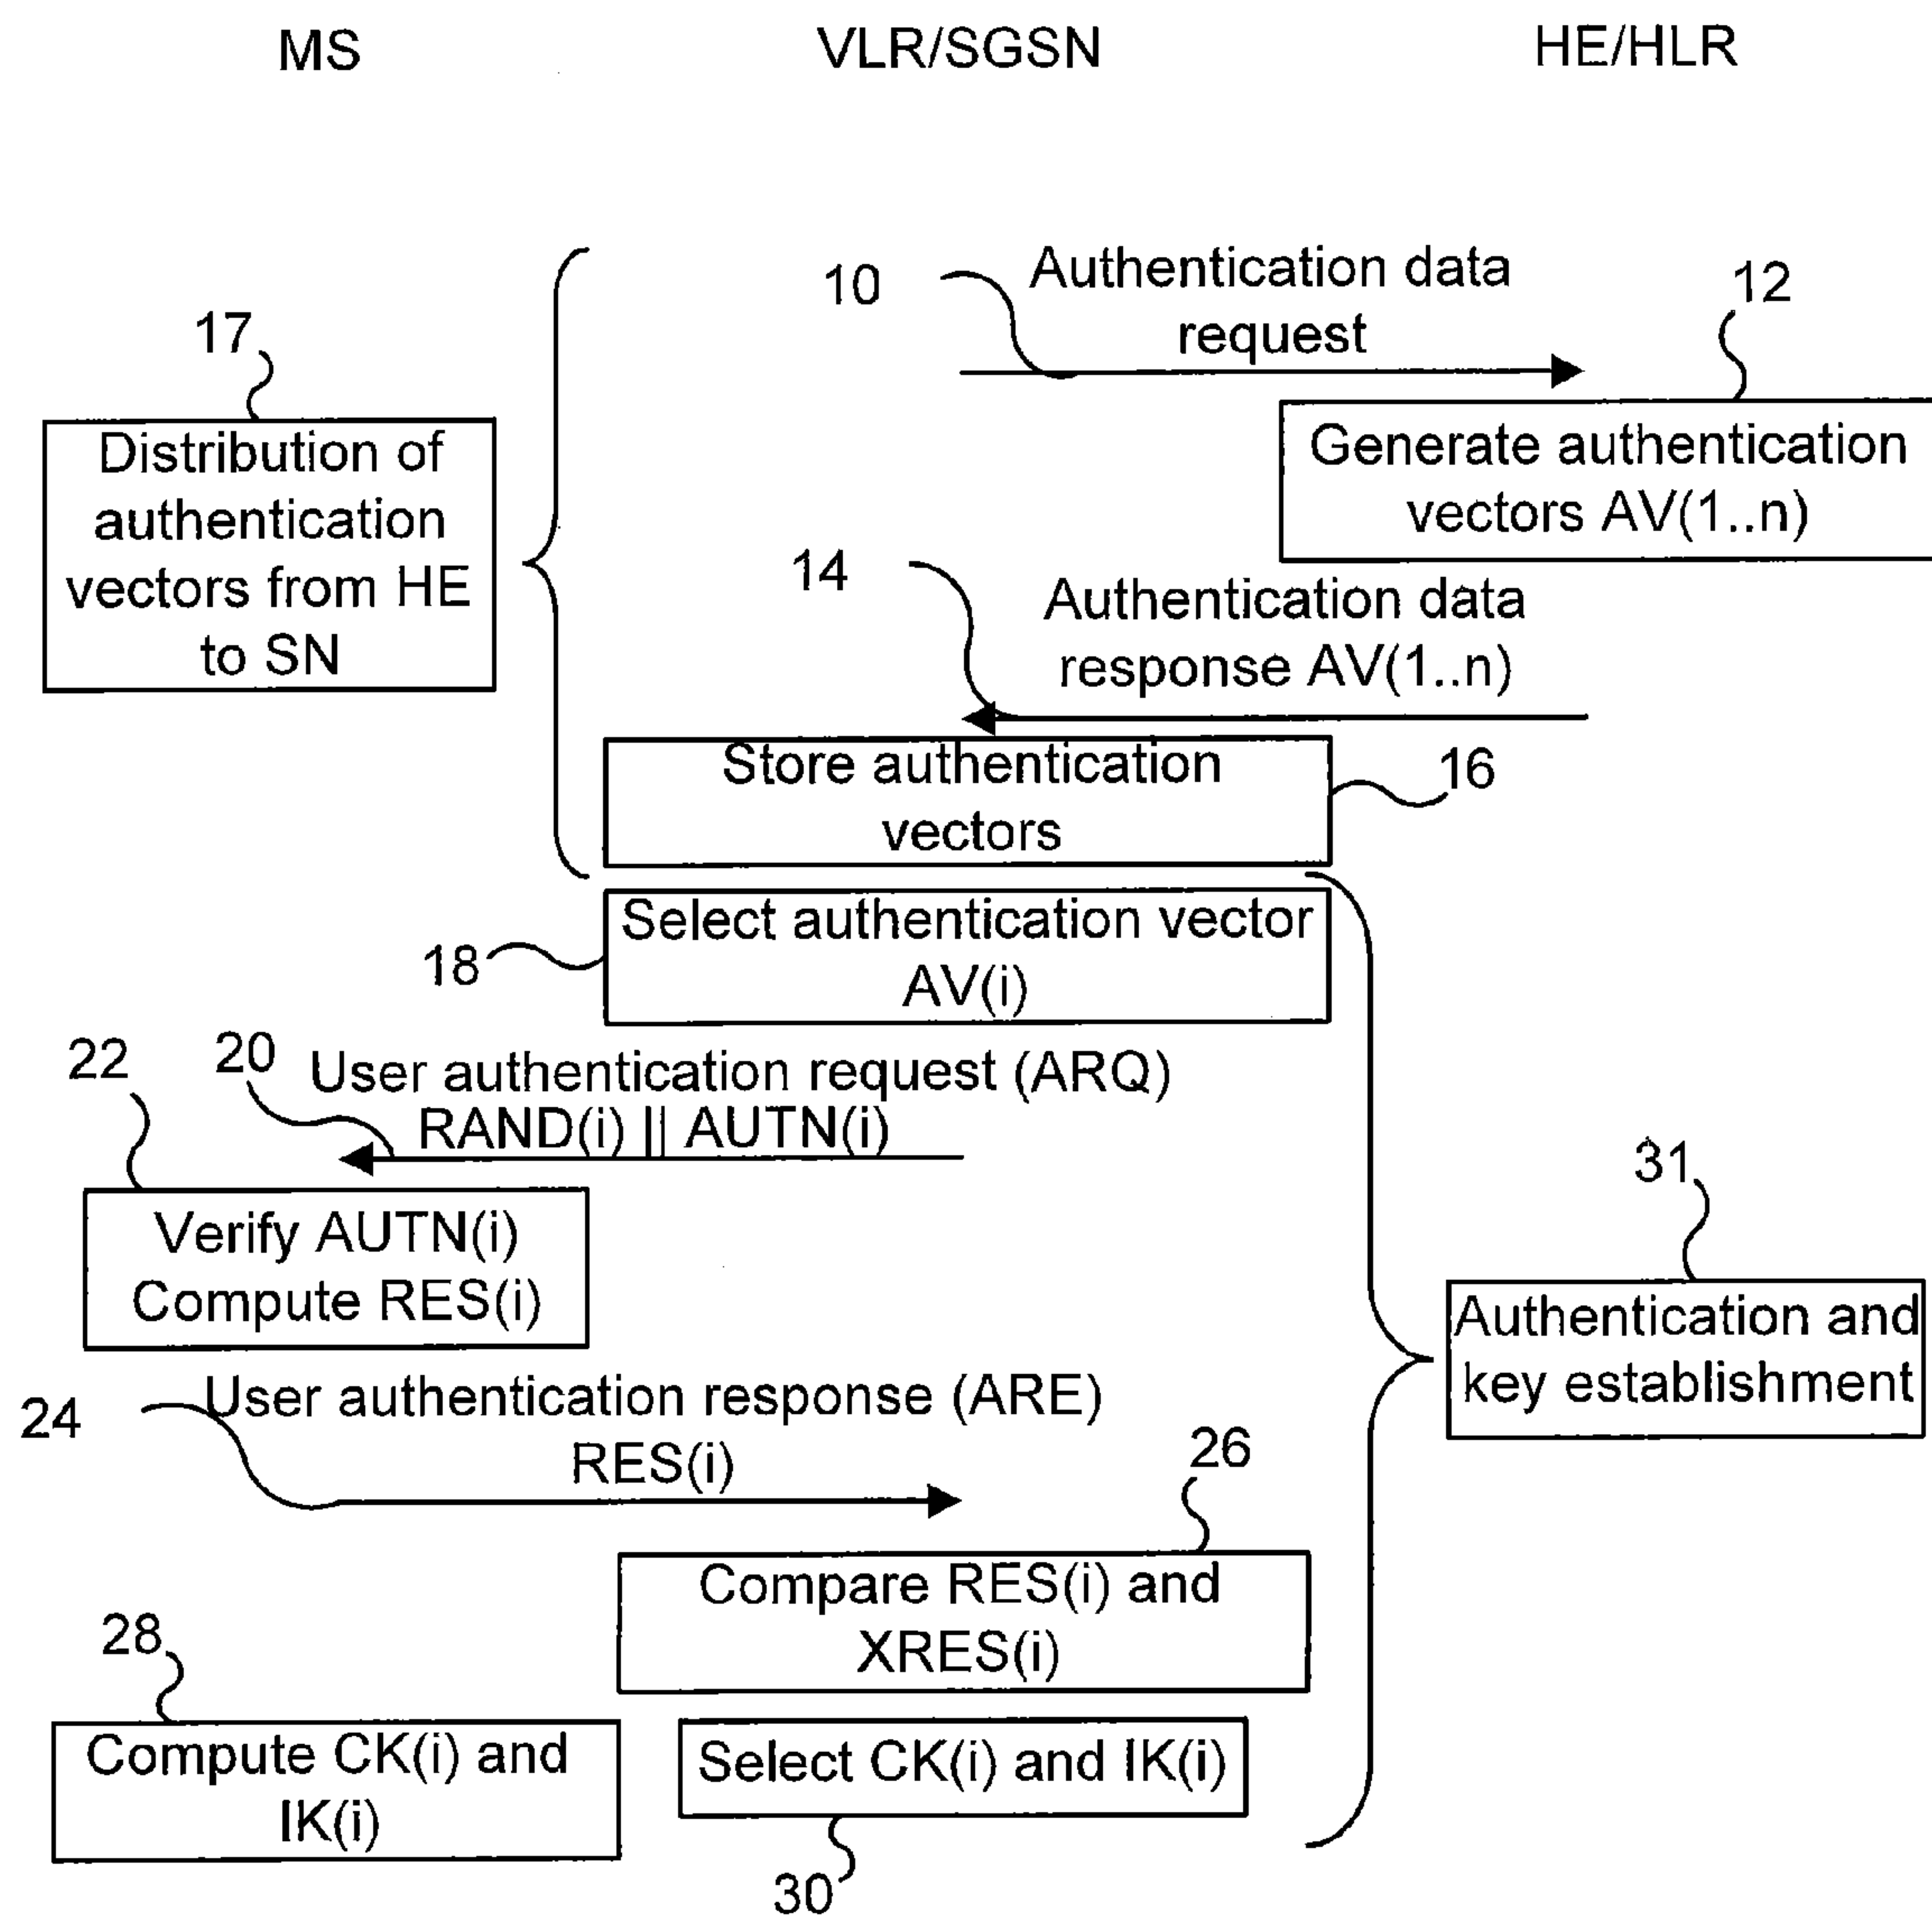 MS
VLR/SGSN
HE/HLR
10
Authentication data
request
12
17
Distribution of
authentication
vectors from HE
to SN
Generate authentication
vectors AV(1..n)
14
Authentication data
response AV(1..n)
Store authentication
vectors
16
18
Select authentication vector
AV(i)
22
20
User authentication request (ARQ)
RAND(i) || AUTN(i)
Verify AUTN(i)
Compute RES(i)
31
Authentication and
key establishment
24
User authentication response (ARE)
RES(i)
26
Compare RES(i) and
XRES(i)
28
Compute CK(i) and
IK(i)
Select CK(i) and IK(i)
30